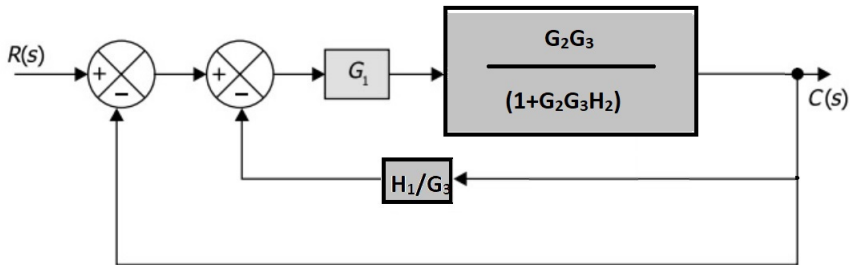 R(s)
+
−
+
−
G₁
G₂G₃
(1+G₂G₃H₂)
C(s)
H₁/G₃